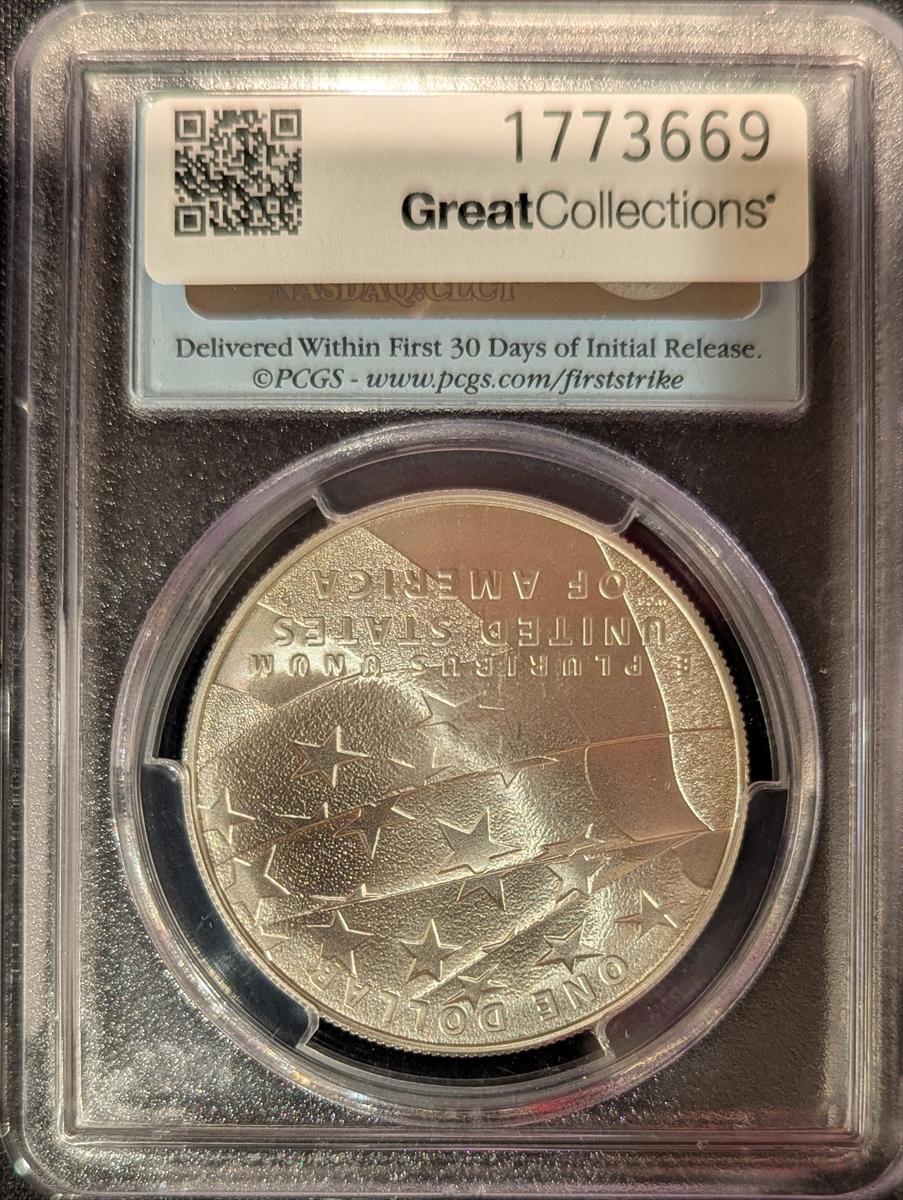 1773669
GreatCollections
NASDAQ:CLCT
Delivered Within First 30 Days of Initial Release.
©PCGS - www.pcgs.com/firststrike
ONE DOLLAR
E PLURIBUS UNUM
UNITED STATES
OF AMERICA